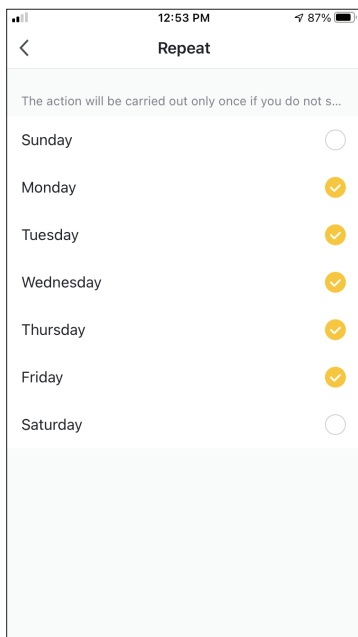 12:53 PM 87%
Repeat
The action will be carried out only once if you do not s...
Sunday
Monday
Tuesday
Wednesday
Thursday
Friday
Saturday